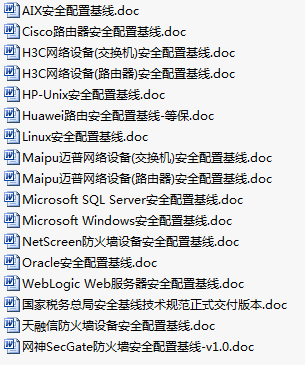 AIX安全配置基线.doc
Cisco路由器安全配置基线.doc
H3C网络设备(交换机)安全配置基线.doc
H3C网络设备(路由器)安全配置基线.doc
HP-Unix安全配置基线.doc
Huawei路由安全配置基线-等保.doc
Linux安全配置基线.doc
Maipu迈普网络设备(交换机)安全配置基线.doc
Maipu迈普网络设备(路由器)安全配置基线.doc
Microsoft SQL Server安全配置基线.doc
Microsoft Windows安全配置基线.doc
NetScreen防火墙设备安全配置基线.doc
Oracle安全配置基线.doc
WebLogic Web服务器安全配置基线.doc
国家税务总局安全基线技术规范正式交付版本.doc
天融信防火墙设备安全配置基线.doc
网神SecGate防火墙安全配置基线-v1.0.doc